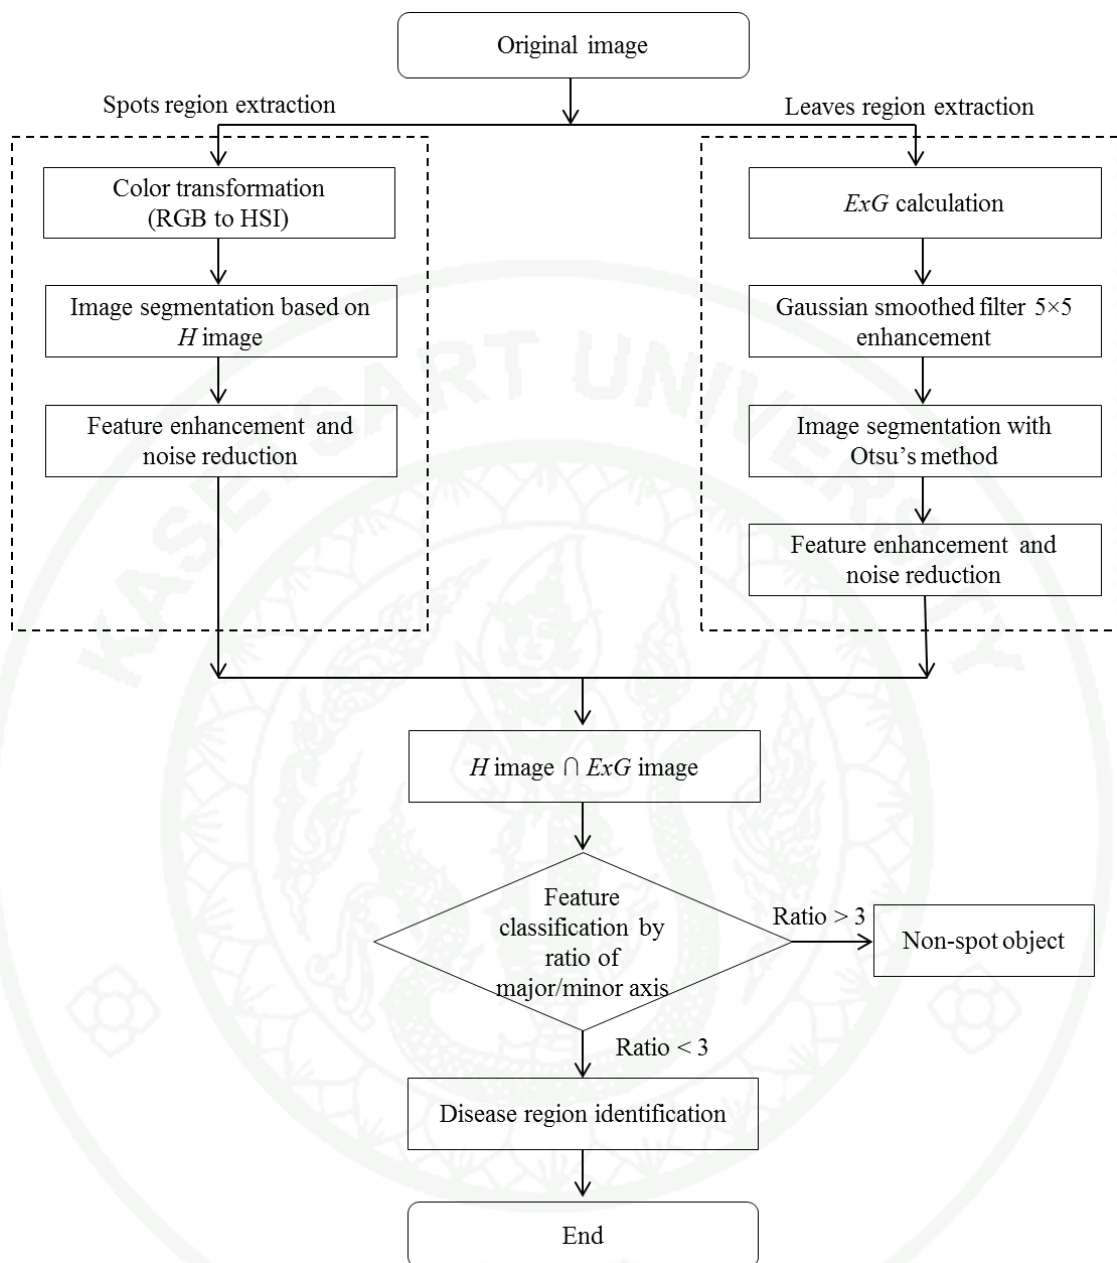 Original image
Spots region extraction
Leaves region extraction
Color transformation
(RGB to HSI)
Image segmentation based on
H image
Feature enhancement and
noise reduction
ExG calculation
Gaussian smoothed filter 5×5
enhancement
Image segmentation with
Otsu’s method
Feature enhancement and
noise reduction
H image ∩ ExG image
Feature
classification by
ratio of
major/minor axis
Ratio > 3
Non-spot object
Ratio < 3
Disease region identification
End
KASETSART UNIVERSITY